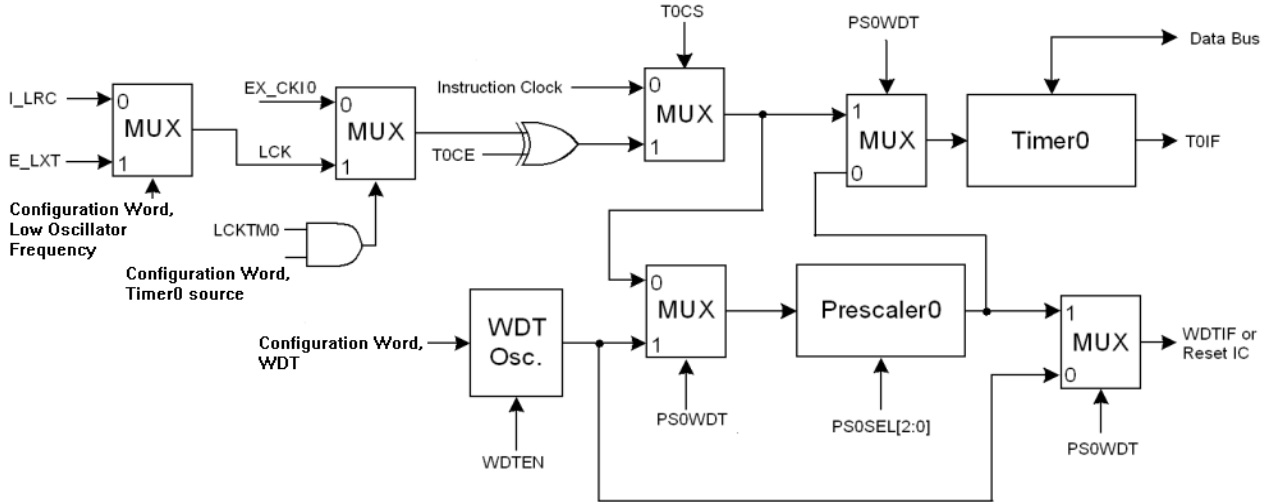 T0CS
PS0WDT
Data Bus
I_LRC
0
MUX
E_LXT
1
LCK
EX_CKI0
0
MUX
1
T0CE
Instruction Clock
0
MUX
1
1
MUX
0
Timer0
T0IF
Configuration Word,
Low Oscillator
Frequency
LCKTM0
Configuration Word,
Timer0 source
Configuration Word,
WDT
WDT
Osc.
WDTEN
0
MUX
1
PS0WDT
Prescaler0
PS0SEL[2:0]
1
MUX
0
WDTIF or
Reset IC
PS0WDT